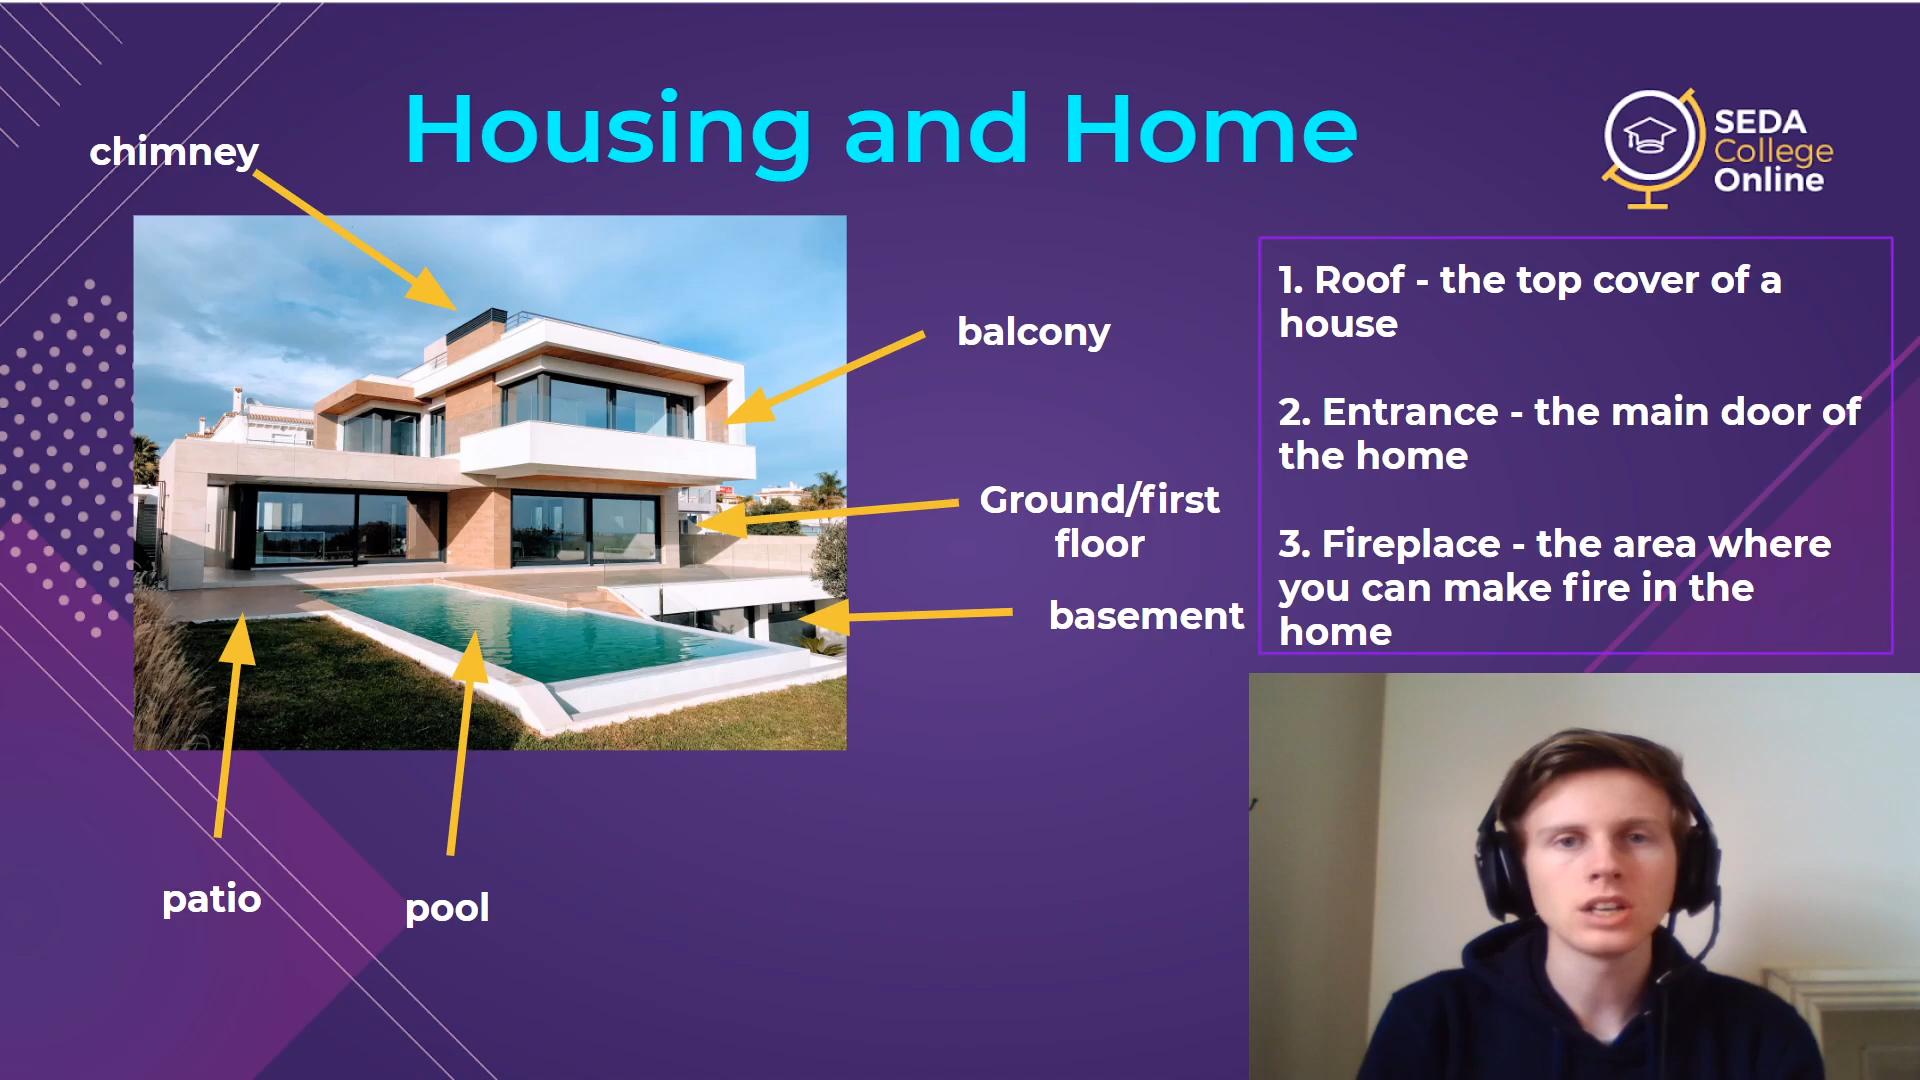 Housing and Home
SEDA
College
Online
chimney
balcony
Ground/first
floor
basement
patio
pool
1. Roof - the top cover of a
house
2. Entrance - the main door of
the home
3. Fireplace - the area where
you can make fire in the
home